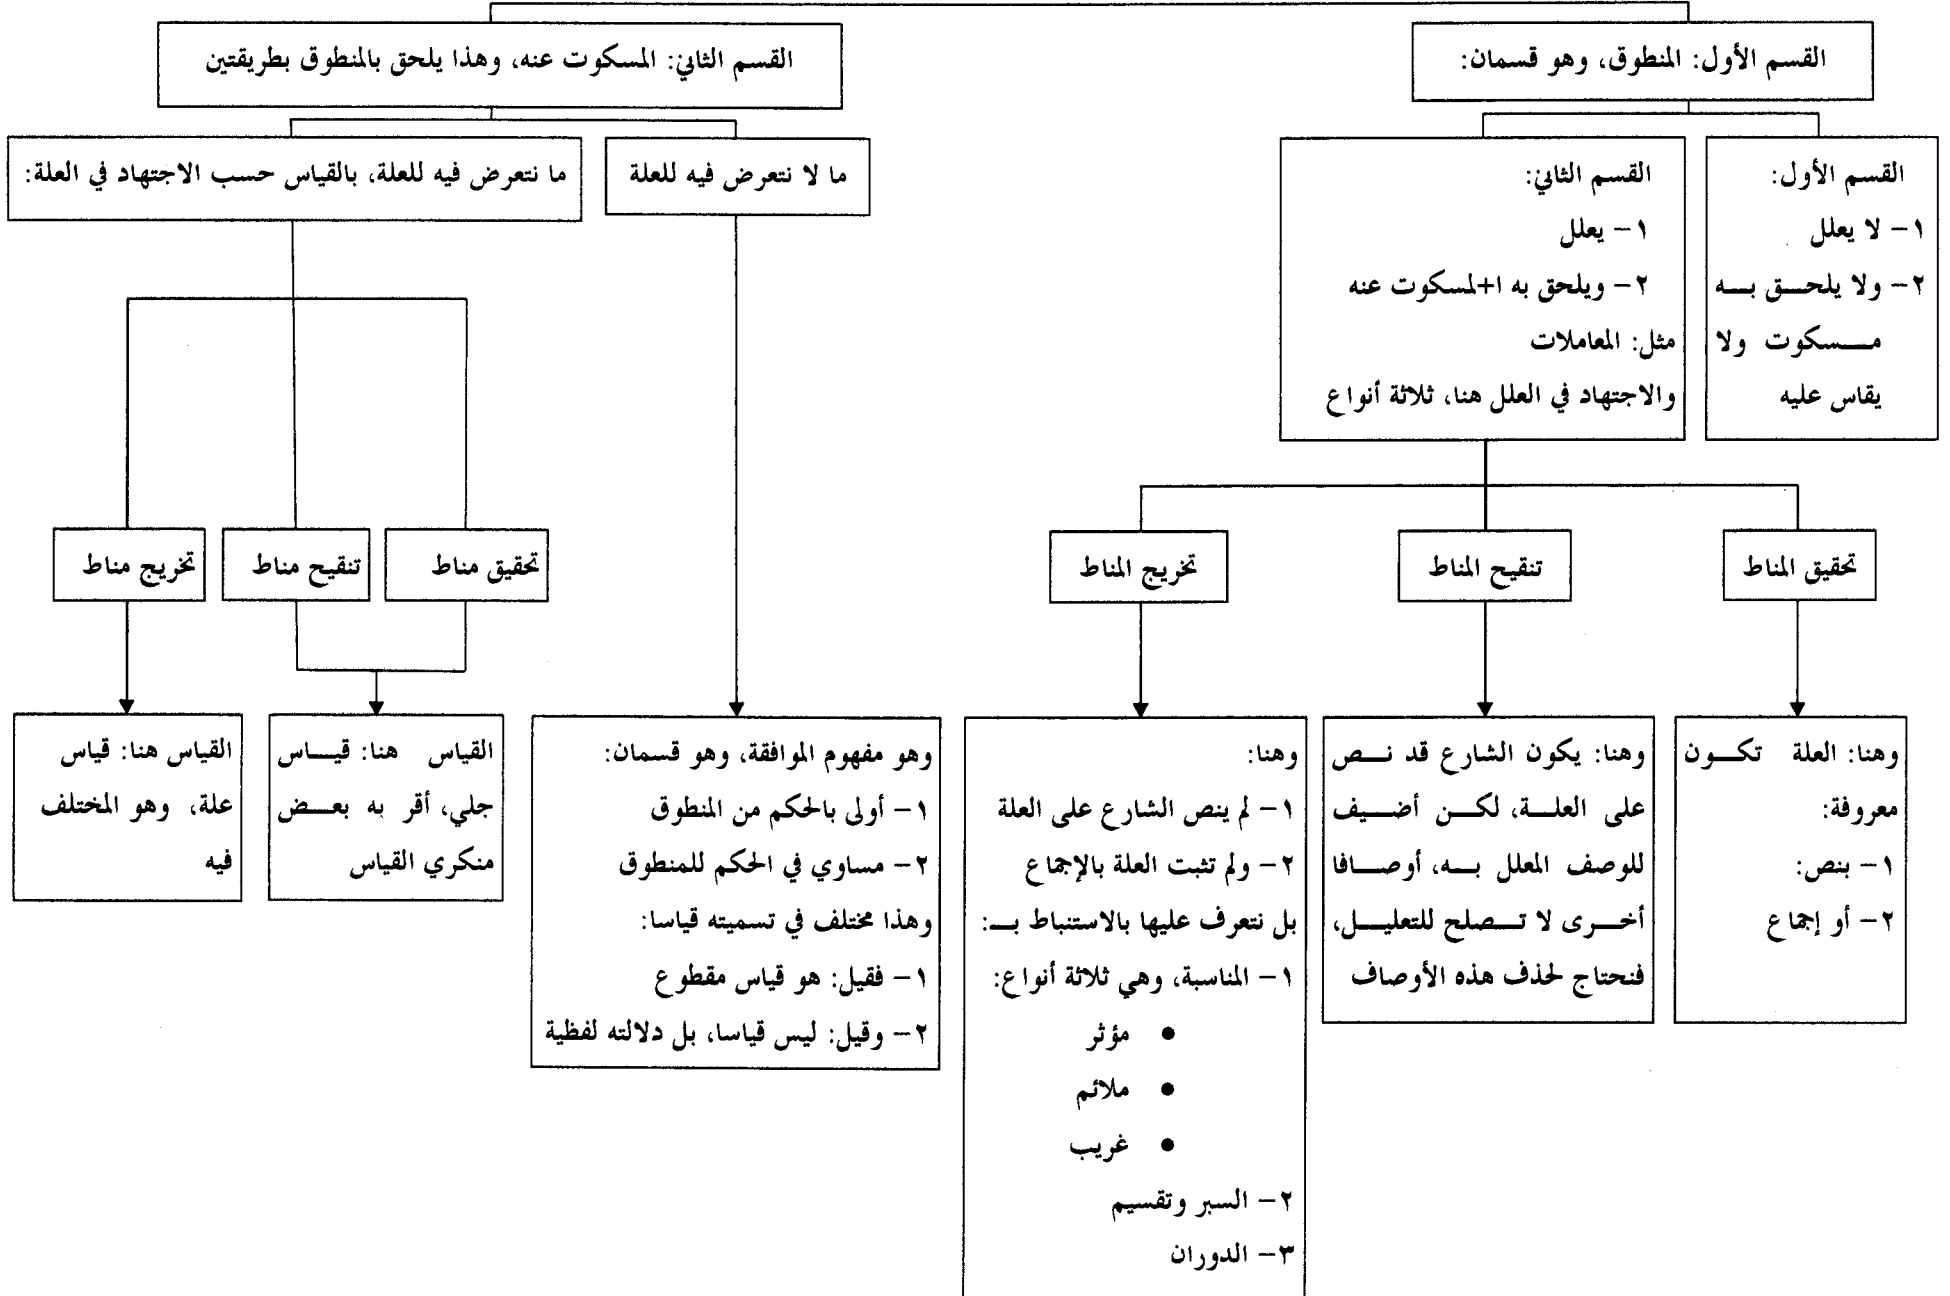 القسم الأول: المنطوق، وهو قسمان:
القسم الثاني: المسكوت عنه، وهذا يلحق بالمنطوق بطريقتين
القسم الأول:
١– لا يعلل
٢– ولا يلحق به
مسكوت ولا
يقاس عليه
القسم الثاني:
١– يعلل
٢– ويلحق به ا+لمسكوت عنه
مثل: المعاملات
والاجتهاد في العلل هنا، ثلاثة أنواع
ما لا نتعرض فيه للعلة
ما نتعرض فيه للعلة، بالقياس حسب الاجتهاد في العلة:
تحقيق المناط
تنقيح المناط
تخريج المناط
تحقيق مناط
تنقيح مناط
تخريج مناط
وهنا: العلة تكون
معروفة:
١– بنص:
٢– أو إجماع
وهنا: يكون الشارع قد نص
على العلة، لكن أضيف
للوصف المعلل به، أوصافا
أخرى لا تصلح للتعليل،
فنحتاج لحذف هذه الأوصاف
وهنا:
١– لم ينص الشارع على العلة
٢– ولم تثبت العلة بالإجماع
بل نتعرف عليها بالاستنباط بـ:
١– المناسبة، وهي ثلاثة أنواع:
● مؤثر
● ملائم
● غريب
٢– السبر وتقسيم
٣– الدوران
وهو مفهوم الموافقة، وهو قسمان:
١– أولى بالحكم من المنطوق
٢– مساوي في الحكم للمنطوق
وهذا مختلف في تسميته قياسا:
١– فقيل: هو قياس مقطوع
٢– وقيل: ليس قياسا، بل دلالته لفظية
القياس هنا: قياس
جلي، أقر به بعض
منكري القياس
القياس هنا: قياس
علة، وهو المختلف
فيه